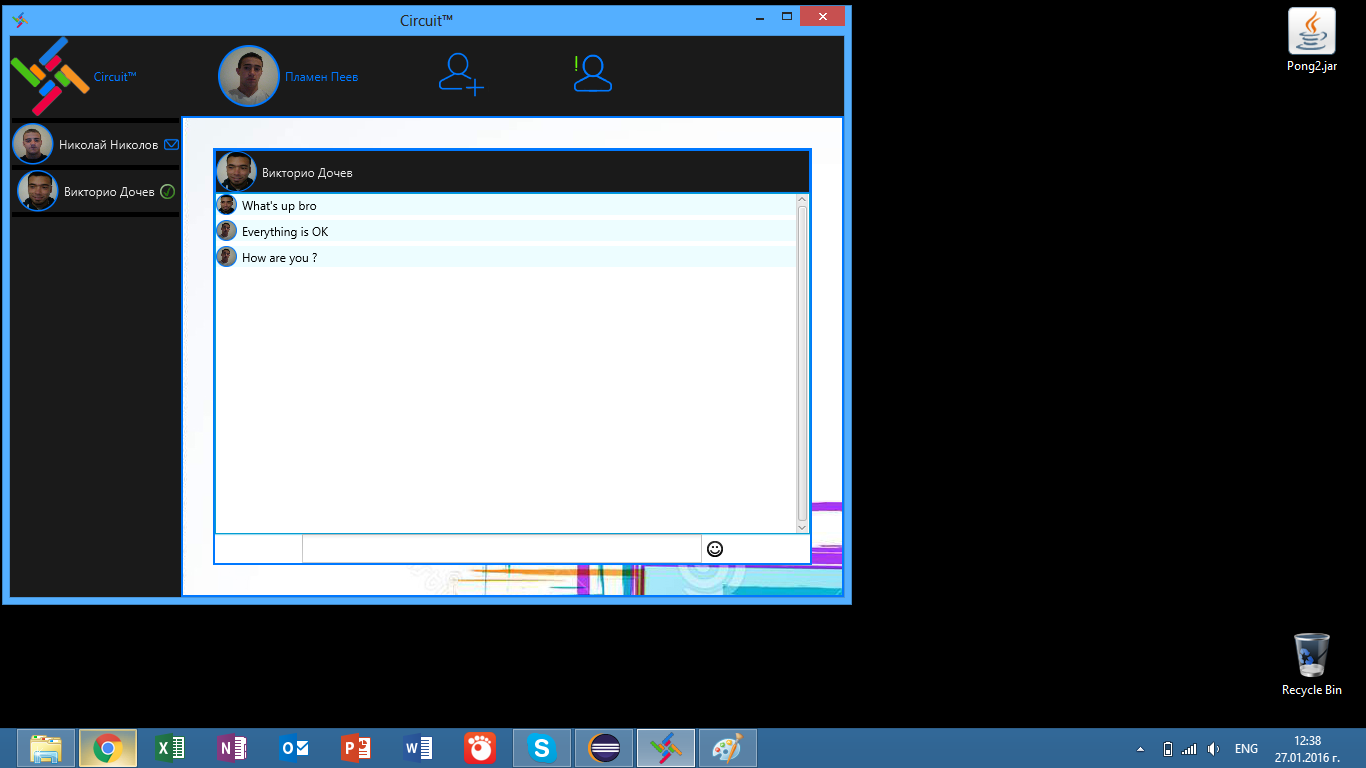 Circuit™
Pong2.jar
Circuit™
Пламен Пеев
Николай Николов
Викторио Дочев
Викторио Дочев
What's up bro
Everything is OK
How are you ?
Recycle Bin
ЕНГ
12:38
27.01.2016 г.